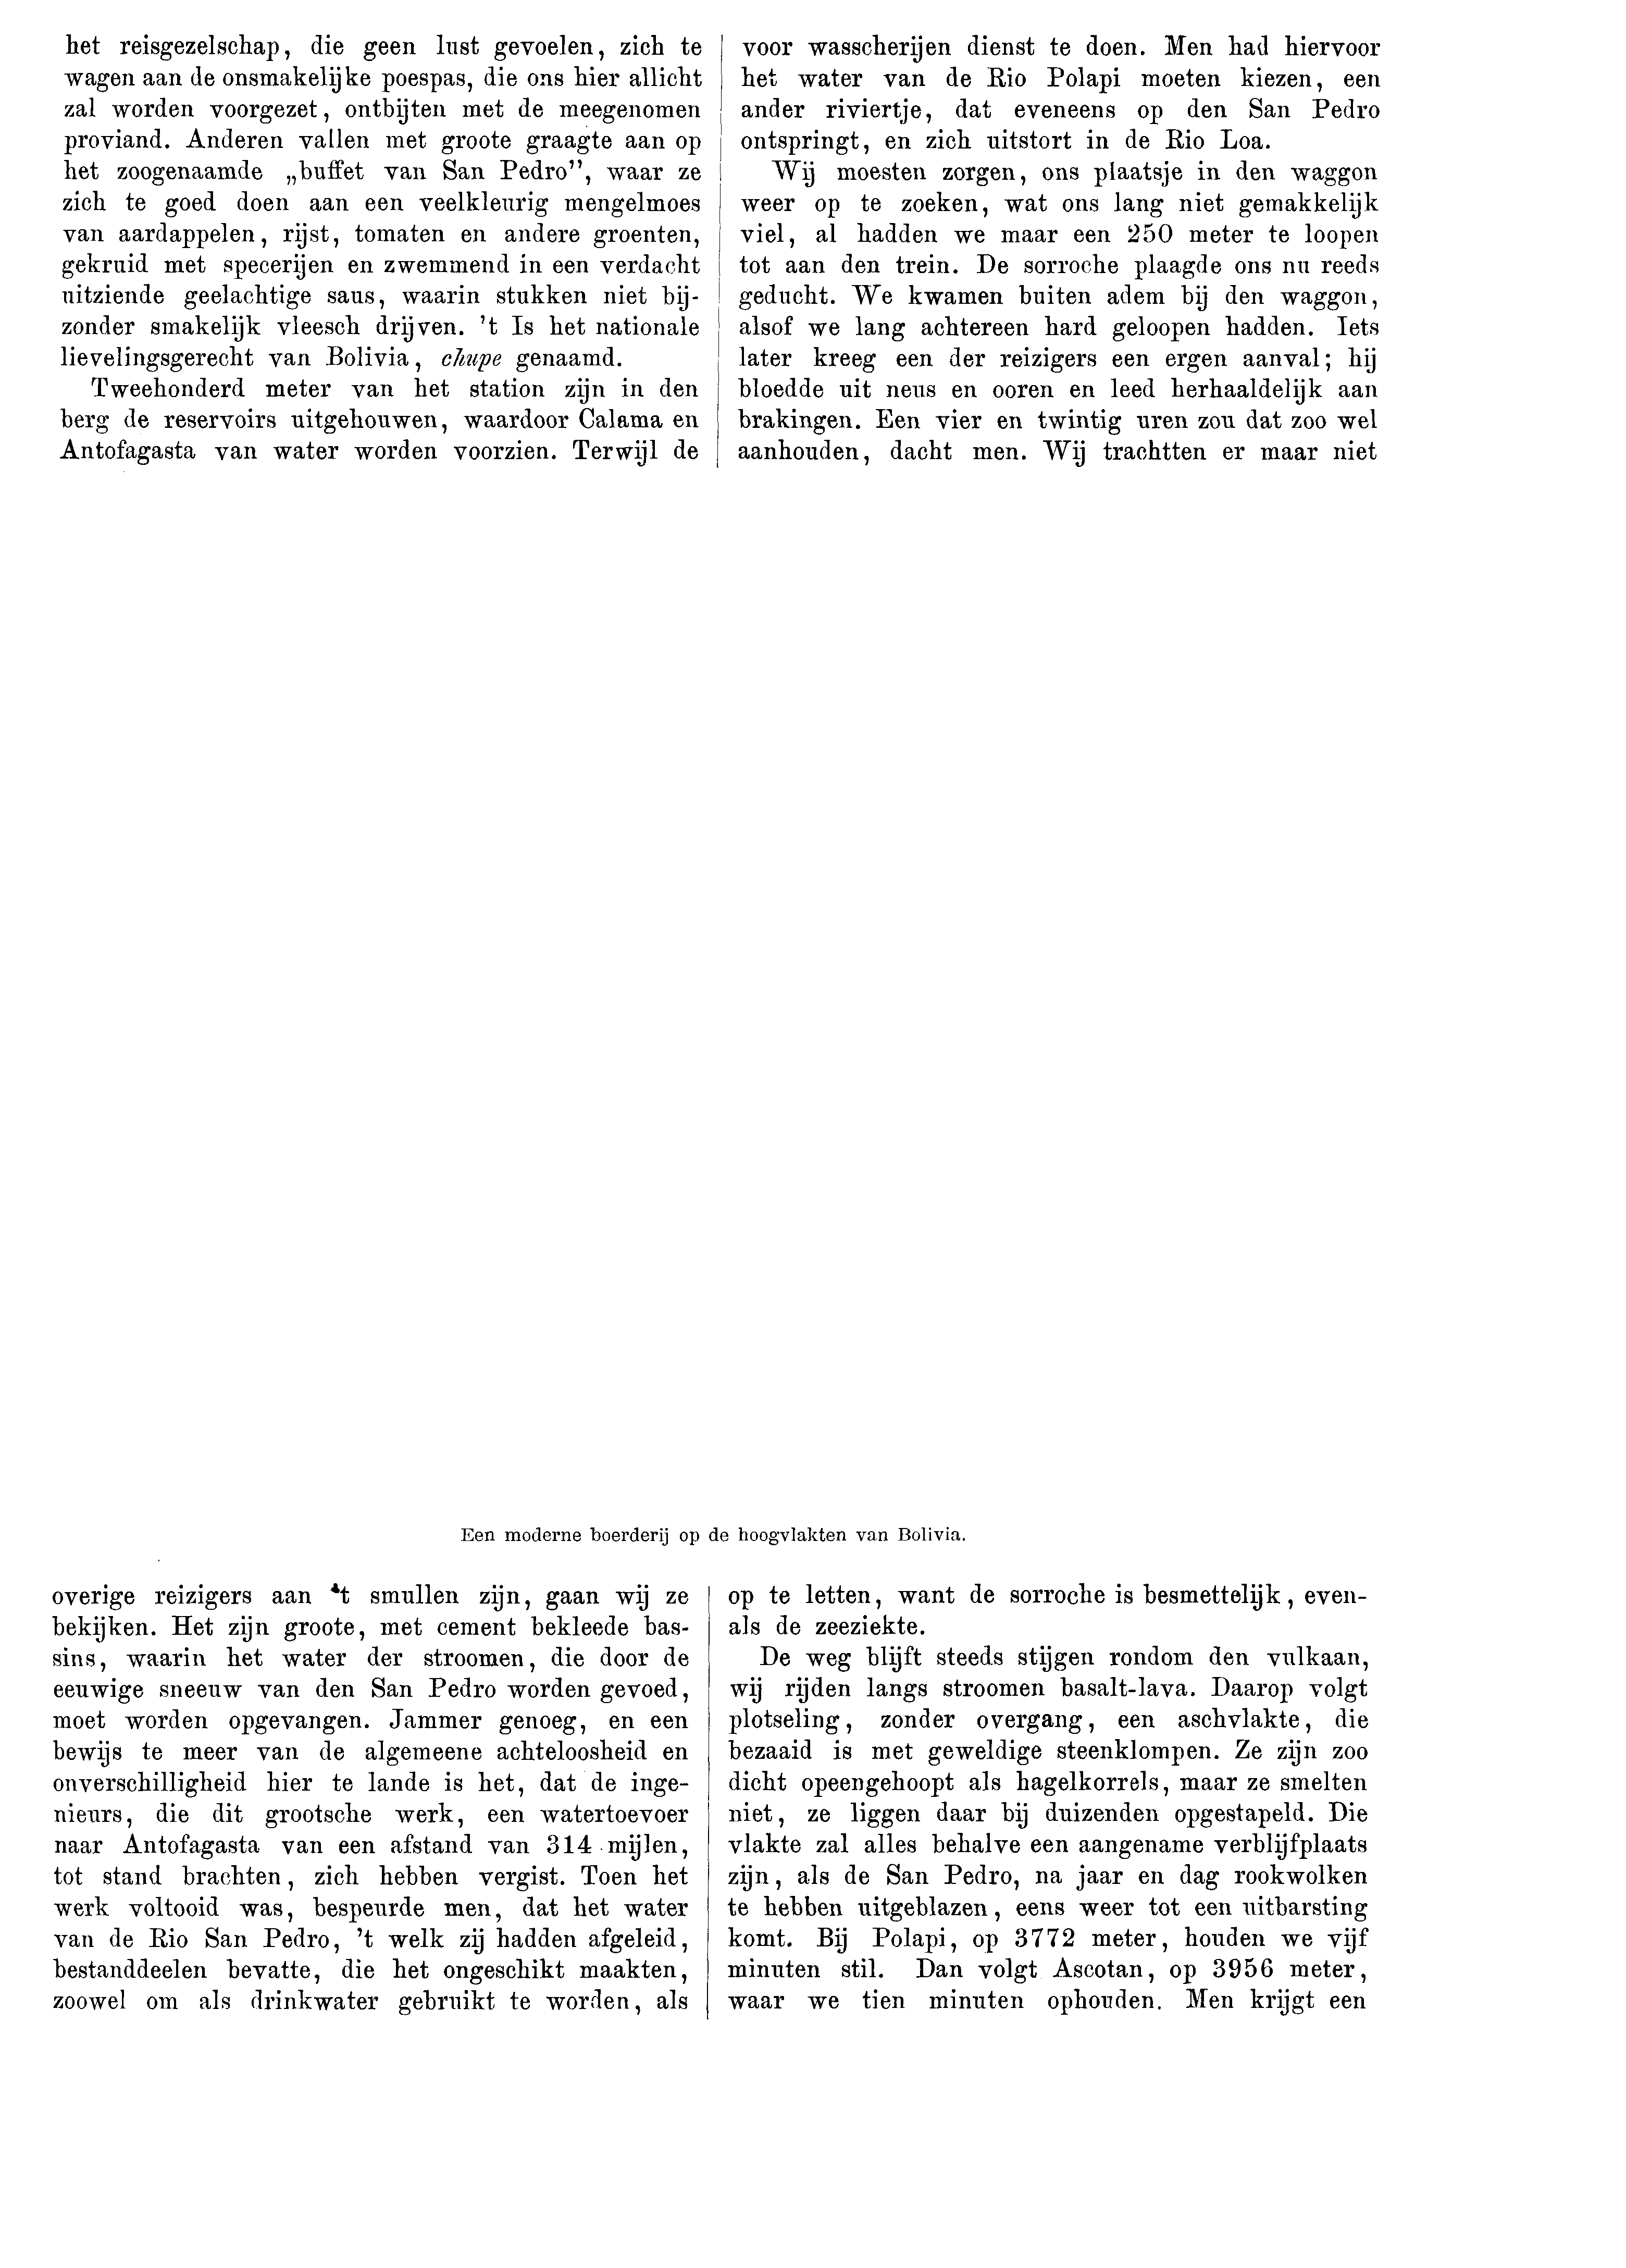 het reisgezelschap, die geen lust gevoelen, zich te
wagen aan de onsmakelijke poespas, die ons hier allicht
zal worden voorgezet, ontbijten met de meegenomen
proviand. Anderen vallen met groote graagte aan op
het zoogenaamde „buffet van San Pedro”, waar ze
zich te goed doen aan een veelkleurig mengelmoes
van aardappelen, rijst, tomaten en andere groenten,
gekruid met specerijen en zwemmend in een verdacht
uitziende geelachtige saus, waarin stukken niet bij-
zonder smakelijk vleesch drijven. 't Is het nationale
lievelingsgerecht van Bolivia, chupe genaamd.
Tweehonderd meter van het station zijn in den
berg de reservoirs uitgehouwen, waardoor Calama en
Antofagasta van water worden voorzien. Terwijl de
overige reizigers aan 't smullen zijn, gaan wij ze
bekijken. Het zijn groote, met cement bekleede bas-
sins, waarin het water der stroomen, die door de
eeuwige sneeuw van den San Pedro worden gevoed,
moet worden opgevangen. Jammer genoeg, en een
bewijs te meer van de algemeene achteloosheid en
onverschilligheid hier te lande is het, dat de inge-
nieurs, die dit grootsche werk, een watertoevoer
naar Antofagasta van een afstand van 314 mijlen,
tot stand brachten, zich hebben vergist. Toen het
werk voltooid was, bespeurde men, dat het water
van de Rio San Pedro, 't welk zij hadden afgeleid,
bestanddeelen bevatte, die het ongeschikt maakten,
zoowel om als drinkwater gebruikt te worden, als
voor wasscherijen dienst te doen. Men had hiervoor
het water van de Rio Polapi moeten kiezen, een
ander riviertje, dat eveneens op den San Pedro
ontspringt, en zich uitstort in de Rio Loa.
Wij moesten zorgen, ons plaatsje in den waggon
weer op te zoeken, wat ons lang niet gemakkelijk
viel, al hadden we maar een 250 meter te loopen
tot aan den trein. De sorroche plaagde ons nu reeds
geducht. We kwamen buiten adem bij den waggon,
alsof we lang achtereen hard geloopen hadden. Iets
later kreeg een der reizigers een ergen aanval; hij
bloedde uit neus en ooren en leed herhaaldelijk aan
brakingen. Een vier en twintig uren zou dat zoo wel
aanhouden, dacht men. Wij trachtten er maar niet
op te letten, want de sorroche is besmettelijk, even-
als de zeeziekte.
De weg blijft steeds stijgen rondom den vulkaan,
wij rijden langs stroomen basalt-lava. Daarop volgt
plotseling, zonder overgang, een aschvlakte, die
bezaaid is met geweldige steenklompen. Ze zijn zoo
dicht opeengehoopt als hagelkorrels, maar ze smelten
niet, ze liggen daar bij duizenden opgestapeld. Die
vlakte zal alles behalve een aangename verblijfplaats
zijn, als de San Pedro, na jaar en dag rookwolken
te hebben uitgeblazen, eens weer tot een uitbarsting
komt. Bij Polapi, op 3772 meter, houden we vijf
minuten stil. Dan volgt Ascotan, op 3956 meter,
waar we tien minuten ophouden. Men krijgt een
Een moderne boerderij op de hoogvlakten van Bolivia.